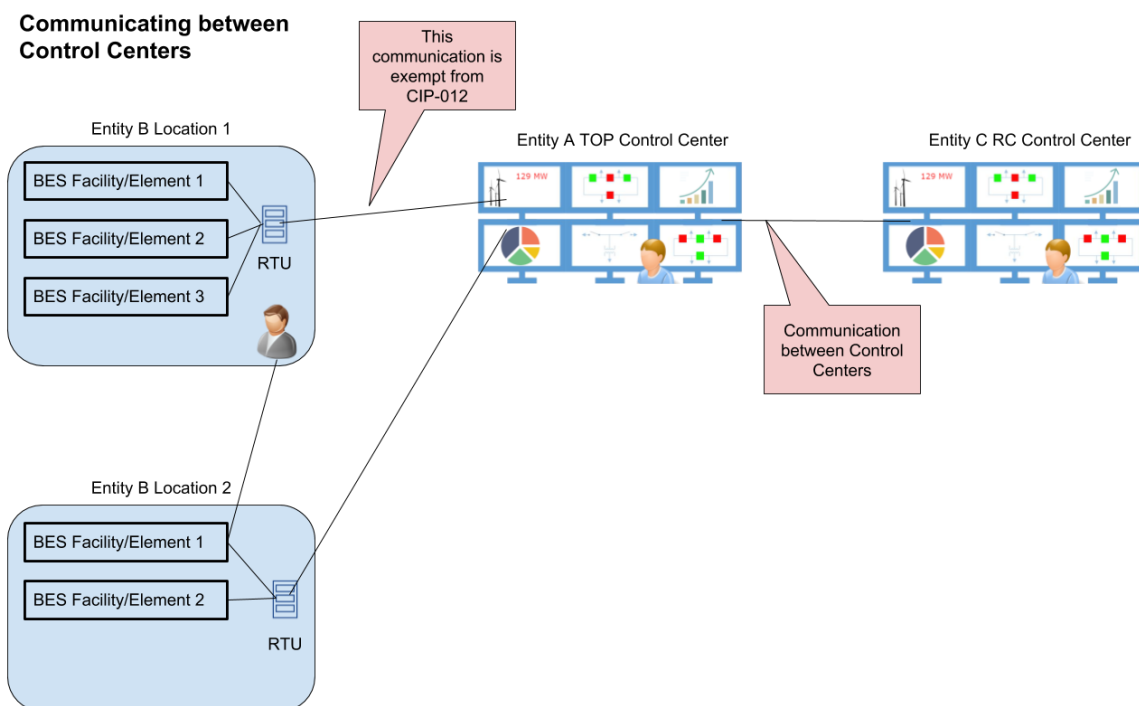 Communicating between
Control Centers
This
communication is
exempt from
CIP-012
Entity B Location 1
BES Facility/Element 1
BES Facility/Element 2
BES Facility/Element 3
RTU
Entity A TOP Control Center
129 MW
Entity C RC Control Center
129 MW
Communication
between Control
Centers
Entity B Location 2
BES Facility/Element 1
BES Facility/Element 2
RTU